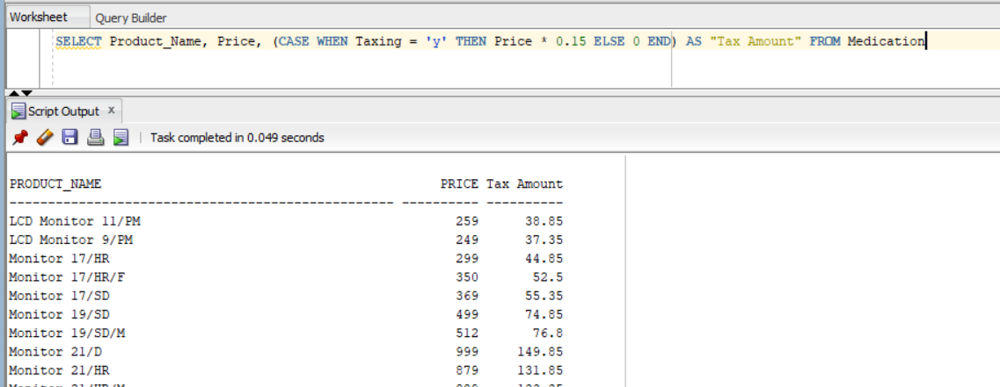 Worksheet Query Builder
SELECT Product_Name, Price, (CASE WHEN Taxing = 'y' THEN Price * 0.15 ELSE 0 END) AS "Tax Amount" FROM Medication
Script Output x
Task completed in 0.049 seconds
PRODUCT_NAME PRICE Tax Amount
-------------------------------------------------- ---------- ----------
LCD Monitor 11/PM 259 38.85
LCD Monitor 9/PM 249 37.35
Monitor 17/HR 299 44.85
Monitor 17/HR/F 350 52.5
Monitor 17/SD 369 55.35
Monitor 19/SD 499 74.85
Monitor 19/SD/M 512 76.8
Monitor 21/D 999 149.85
Monitor 21/HR 879 131.85